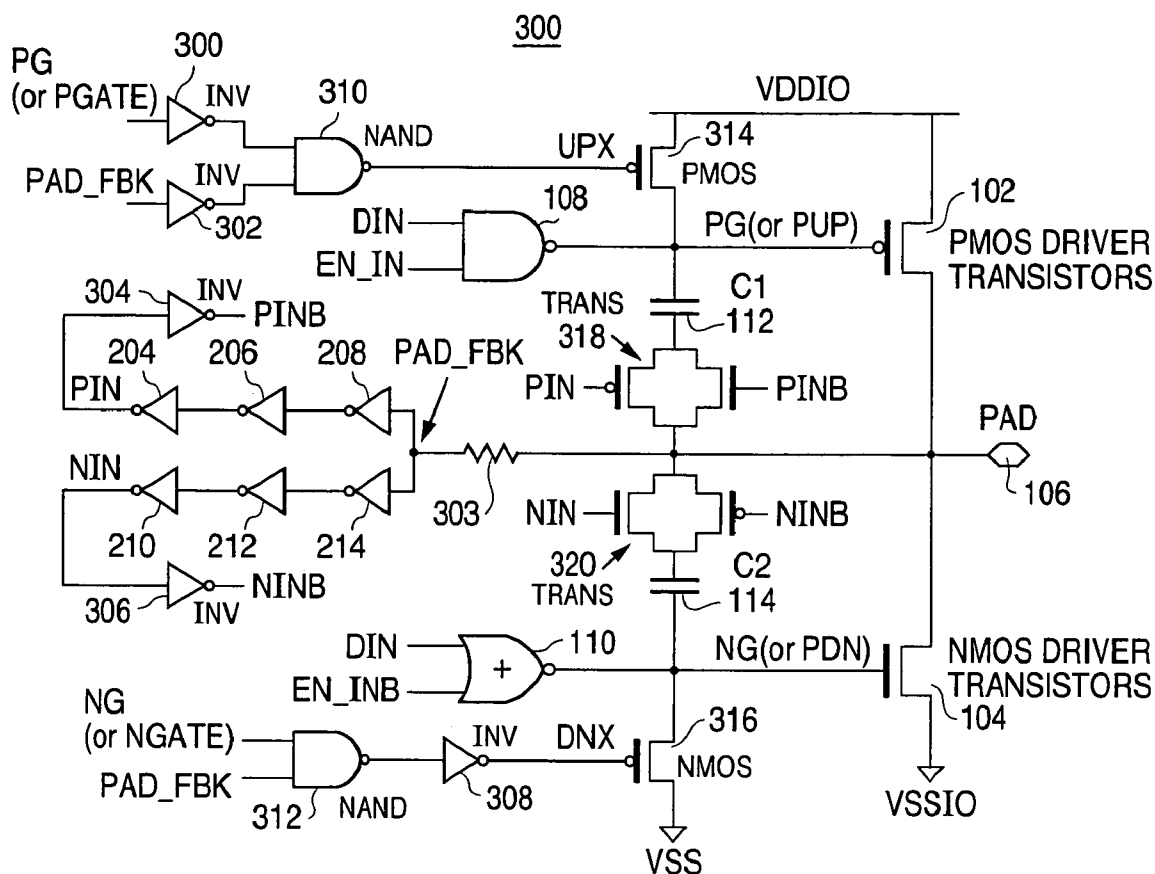 300
PG
(or PGATE)
300
INV
310
NAND
PAD_FBK
INV
302
UPX
VDDIO
314
PMOS
DIN
EN_IN
108
PG(or PUP)
102
PMOS DRIVER
TRANSISTORS
304
INV
PINB
204
206
208
PAD_FBK
PIN
TRANS
318
C1
112
PIN
PINB
PAD
106
NIN
210
212
214
303
NIN
NINB
306
INV
NINB
320
TRANS
C2
114
DIN
EN_INB
+
110
NG(or PDN)
NMOS DRIVER
TRANSISTORS
104
NG
(or NGATE)
PAD_FBK
312
NAND
INV
308
DNX
316
NMOS
VSS
VSSIO